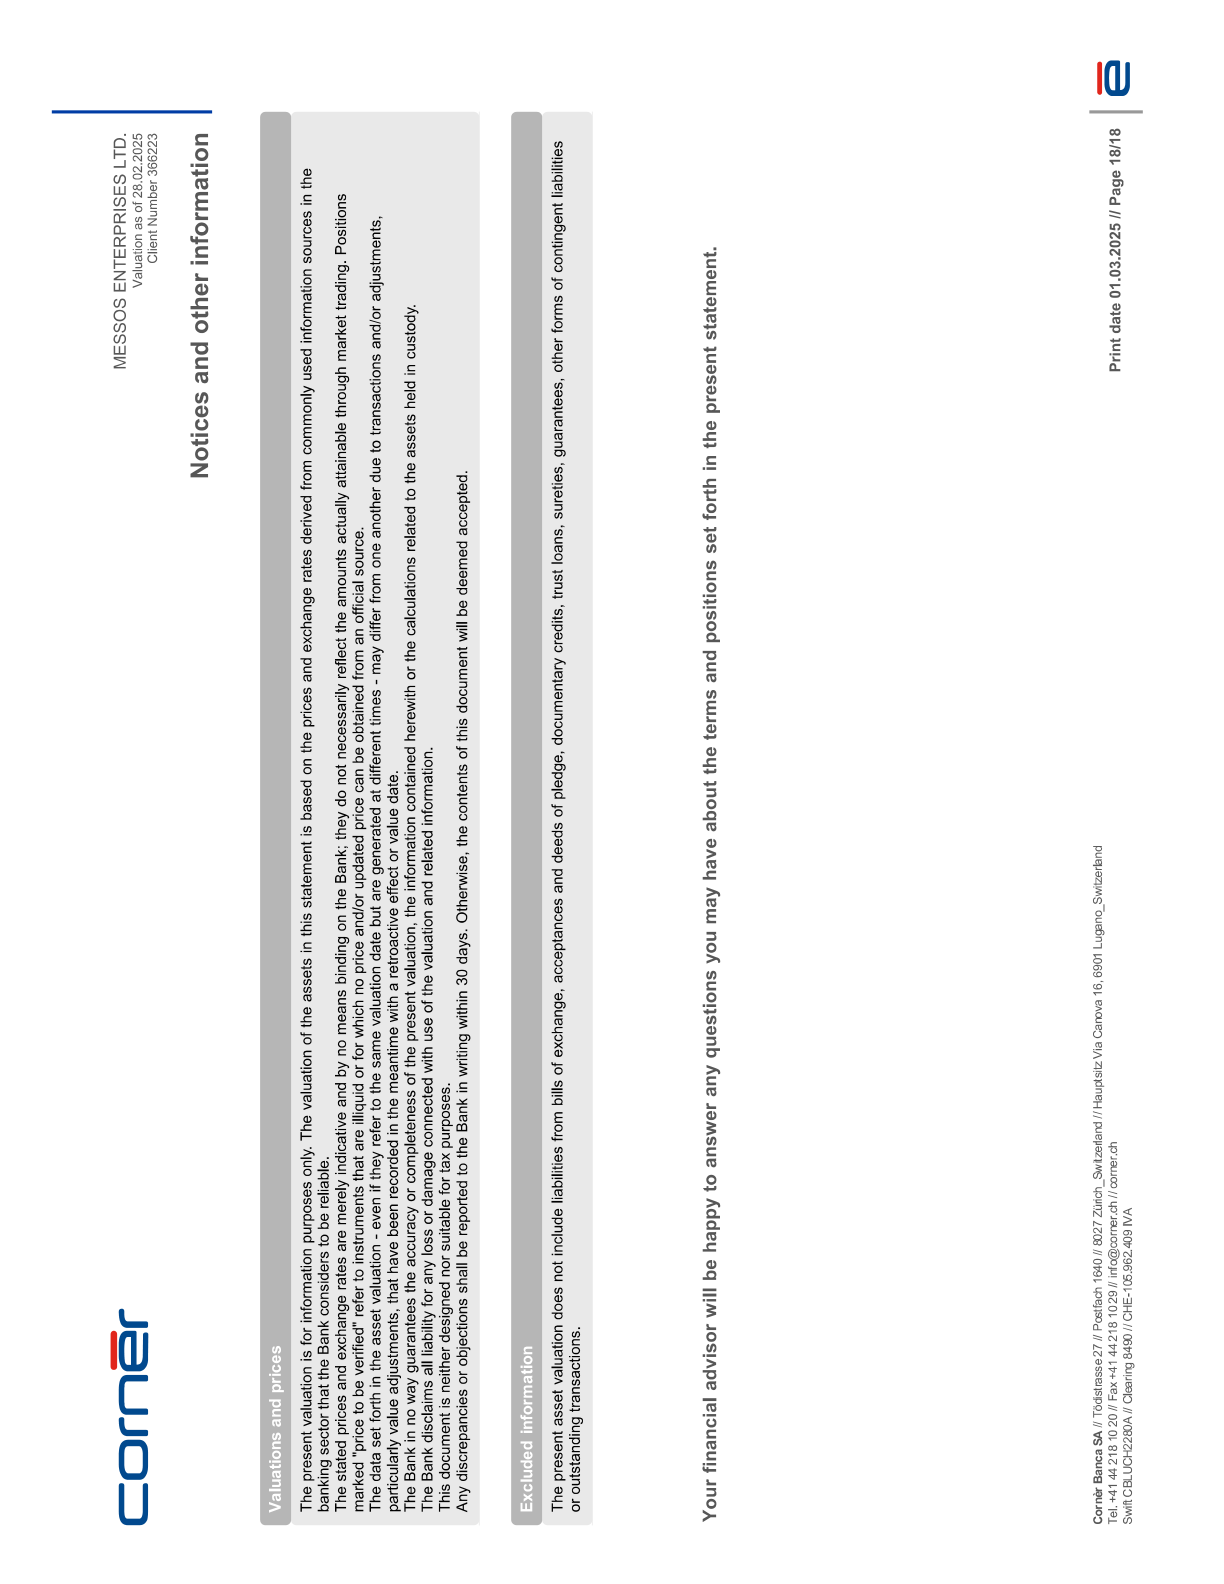 cornèr
MESSOS ENTERPRISES LTD.
Valuation as of 28.02.2025
Client Number 366223
Notices and other information
Valuations and prices
The present valuation is for information purposes only. The valuation of the assets in this statement is based on the prices and exchange rates derived from commonly used information sources in the
banking sector that the Bank considers to be reliable.
The stated prices and exchange rates are merely indicative and by no means binding on the Bank; they do not necessarily reflect the amounts actually attainable through market trading. Positions
marked "price to be verified" refer to instruments that are illiquid or for which no price and/or updated price can be obtained from an official source.
The data set forth in the asset valuation - even if they refer to the same valuation date but are generated at different times - may differ from one another due to transactions and/or adjustments,
particularly value adjustments, that have been recorded in the meantime with a retroactive effect or value date.
The Bank in no way guarantees the accuracy or completeness of the present valuation, the information contained herewith or the calculations related to the assets held in custody.
The Bank disclaims all liability for any loss or damage connected with use of the valuation and related information.
This document is neither designed nor suitable for tax purposes.
Any discrepancies or objections shall be reported to the Bank in writing within 30 days. Otherwise, the contents of this document will be deemed accepted.
Excluded information
The present asset valuation does not include liabilities from bills of exchange, acceptances and deeds of pledge, documentary credits, trust loans, sureties, guarantees, other forms of contingent liabilities
or outstanding transactions.
Your financial advisor will be happy to answer any questions you may have about the terms and positions set forth in the present statement.
Cornèr Banca SA // Tödistrasse 27 // Postfach 1640 // 8027 Zürich_Switzerland // Hauptsitz Via Canova 16, 6901 Lugano_Switzerland
Tel. +41 44 218 10 20 // Fax +41 44 218 10 29 // info@corner.ch // corner.ch
Swift CBLUCH2280A // Clearing 8490 // CHE-105.962.409 IVA
Print date 01.03.2025 // Page 18/18